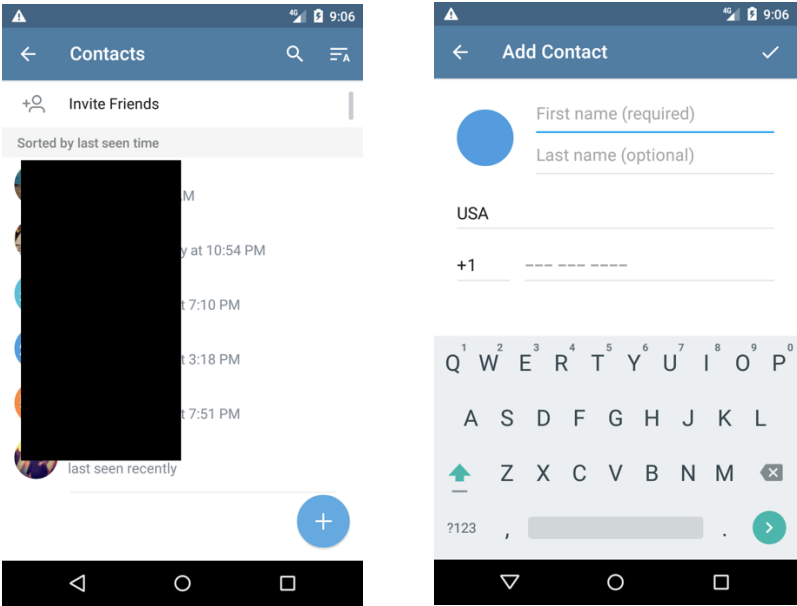 4G 9:06
Contacts
Invite Friends
Sorted by last seen time
AM
y at 10:54 PM
t 7:10 PM
t 3:18 PM
t 7:51 PM
last seen recently
4G 9:06
Add Contact
First name (required)
Last name (optional)
USA
+1 --- --- ----
1 2 3 4 5 6 7 8 9 0
Q W E R T Y U I O P
A S D F G H J K L
Z X C V B N M
?123 , .